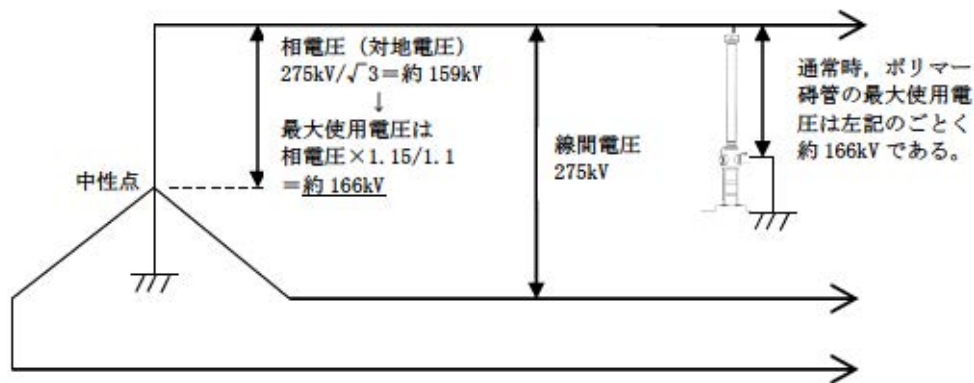 相電圧（対地電圧）
275kV/√3＝約 159kV
↓
最大使用電圧は
相電圧×1.15/1.1
＝約 166kV
中性点
線間電圧
275kV
通常時，ポリマー
碍管の最大使用電
圧は左記のごとく
約 166kV である。